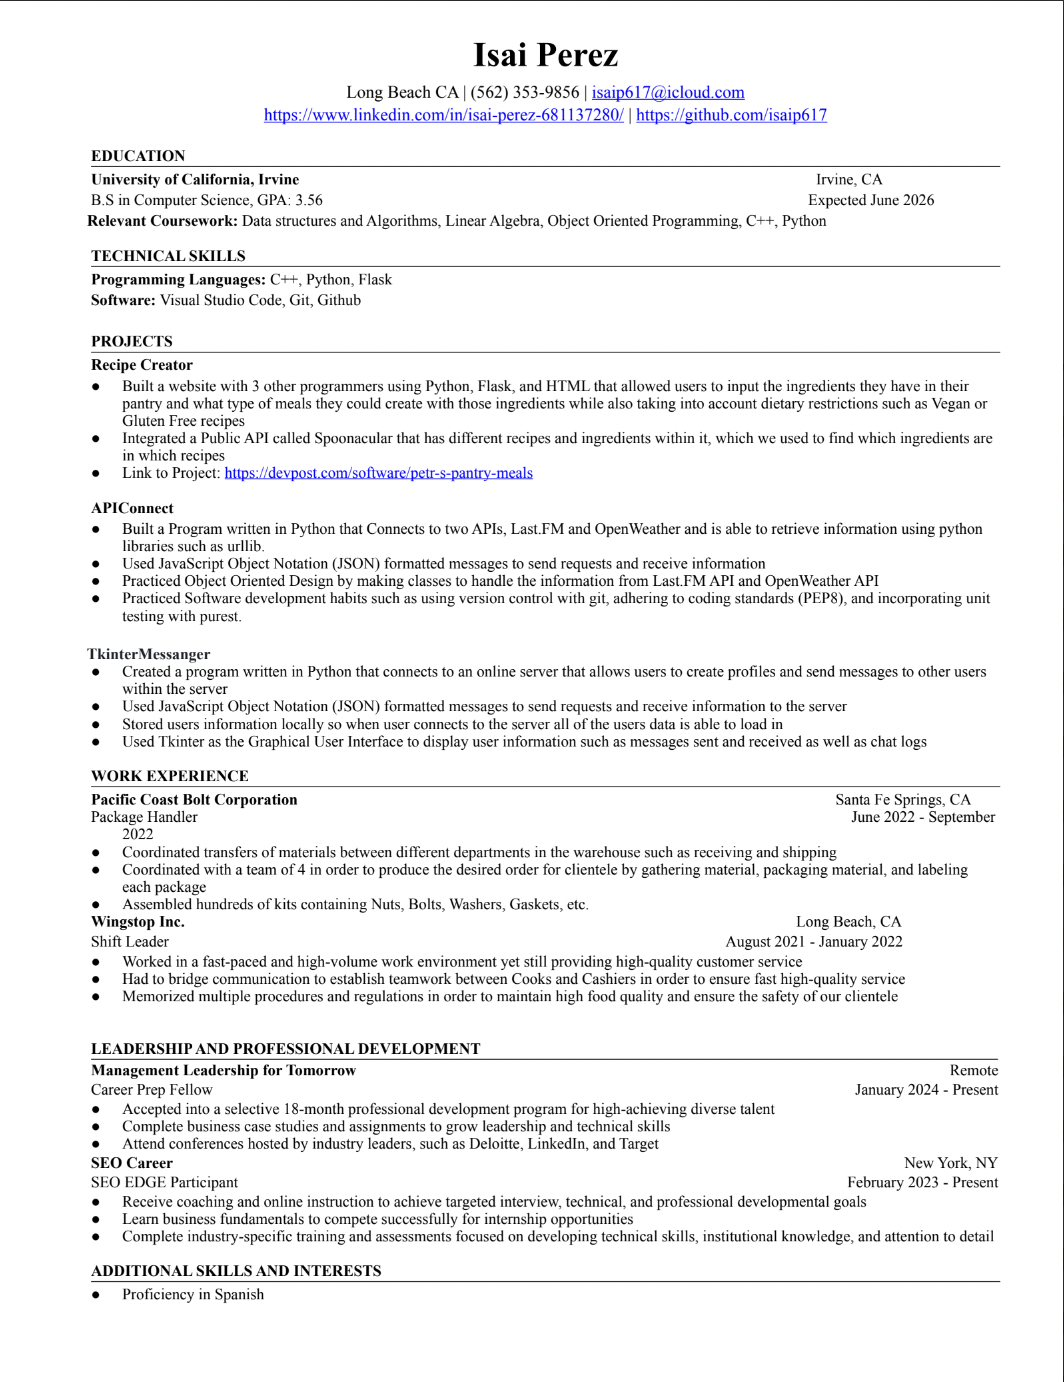 Isai Perez
Long Beach CA | (562) 353-9856 | isaip617@icloud.com
https://www.linkedin.com/in/isai-perez-681137280/ | https://github.com/isaip617
EDUCATION
University of California, Irvine Irvine, CA
B.S in Computer Science, GPA: 3.56 Expected June 2026
Relevant Coursework: Data structures and Algorithms, Linear Algebra, Object Oriented Programming, C++, Python
TECHNICAL SKILLS
Programming Languages: C++, Python, Flask
Software: Visual Studio Code, Git, Github
PROJECTS
Recipe Creator
● Built a website with 3 other programmers using Python, Flask, and HTML that allowed users to input the ingredients they have in their
pantry and what type of meals they could create with those ingredients while also taking into account dietary restrictions such as Vegan or
Gluten Free recipes
● Integrated a Public API called Spoonacular that has different recipes and ingredients within it, which we used to find which ingredients are
in which recipes
● Link to Project: https://devpost.com/software/petr-s-pantry-meals
APIConnect
● Built a Program written in Python that Connects to two APIs, Last.FM and OpenWeather and is able to retrieve information using python
libraries such as urllib.
● Used JavaScript Object Notation (JSON) formatted messages to send requests and receive information
● Practiced Object Oriented Design by making classes to handle the information from Last.FM API and OpenWeather API
● Practiced Software development habits such as using version control with git, adhering to coding standards (PEP8), and incorporating unit
testing with purest.
TkinterMessanger
● Created a program written in Python that connects to an online server that allows users to create profiles and send messages to other users
within the server
● Used JavaScript Object Notation (JSON) formatted messages to send requests and receive information to the server
● Stored users information locally so when user connects to the server all of the users data is able to load in
● Used Tkinter as the Graphical User Interface to display user information such as messages sent and received as well as chat logs
WORK EXPERIENCE
Pacific Coast Bolt Corporation Santa Fe Springs, CA
Package Handler June 2022 - September
2022
● Coordinated transfers of materials between different departments in the warehouse such as receiving and shipping
● Coordinated with a team of 4 in order to produce the desired order for clientele by gathering material, packaging material, and labeling
each package
● Assembled hundreds of kits containing Nuts, Bolts, Washers, Gaskets, etc.
Wingstop Inc. Long Beach, CA
Shift Leader August 2021 - January 2022
● Worked in a fast-paced and high-volume work environment yet still providing high-quality customer service
● Had to bridge communication to establish teamwork between Cooks and Cashiers in order to ensure fast high-quality service
● Memorized multiple procedures and regulations in order to maintain high food quality and ensure the safety of our clientele
LEADERSHIP AND PROFESSIONAL DEVELOPMENT
Management Leadership for Tomorrow Remote
Career Prep Fellow January 2024 - Present
● Accepted into a selective 18-month professional development program for high-achieving diverse talent
● Complete business case studies and assignments to grow leadership and technical skills
● Attend conferences hosted by industry leaders, such as Deloitte, LinkedIn, and Target
SEO Career New York, NY
SEO EDGE Participant February 2023 - Present
● Receive coaching and online instruction to achieve targeted interview, technical, and professional developmental goals
● Learn business fundamentals to compete successfully for internship opportunities
● Complete industry-specific training and assessments focused on developing technical skills, institutional knowledge, and attention to detail
ADDITIONAL SKILLS AND INTERESTS
● Proficiency in Spanish